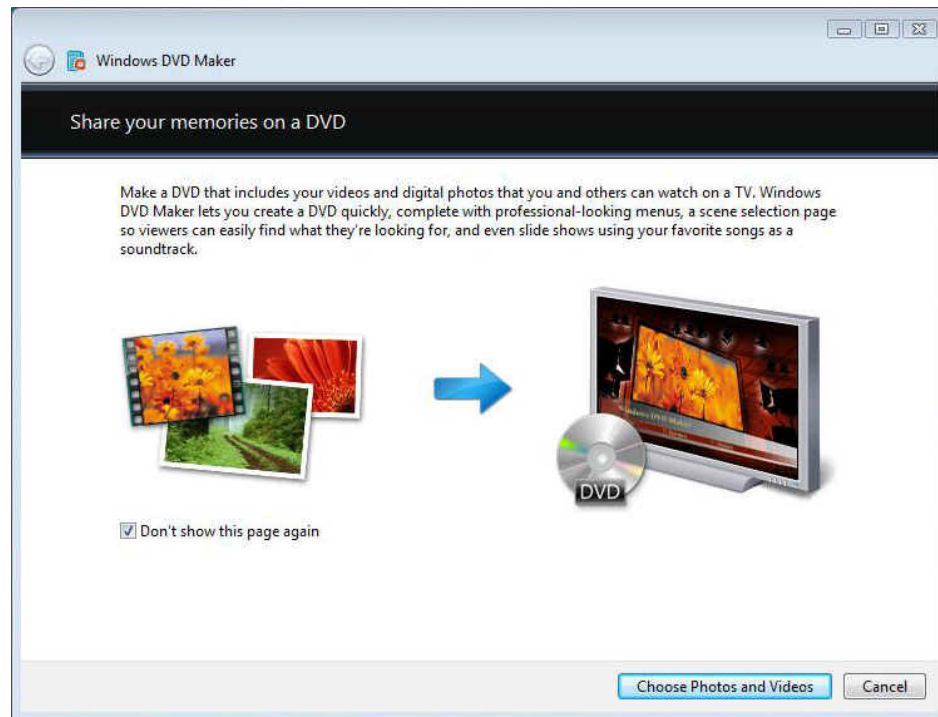 Windows DVD Maker
Share your memories on a DVD
Make a DVD that includes your videos and digital photos that you and others can watch on a TV. Windows
DVD Maker lets you create a DVD quickly, complete with professional-looking menus, a scene selection page
so viewers can easily find what they're looking for, and even slide shows using your favorite songs as a
soundtrack.
Windows DVD Maker
DVD
Don't show this page again
Choose Photos and Videos
Cancel